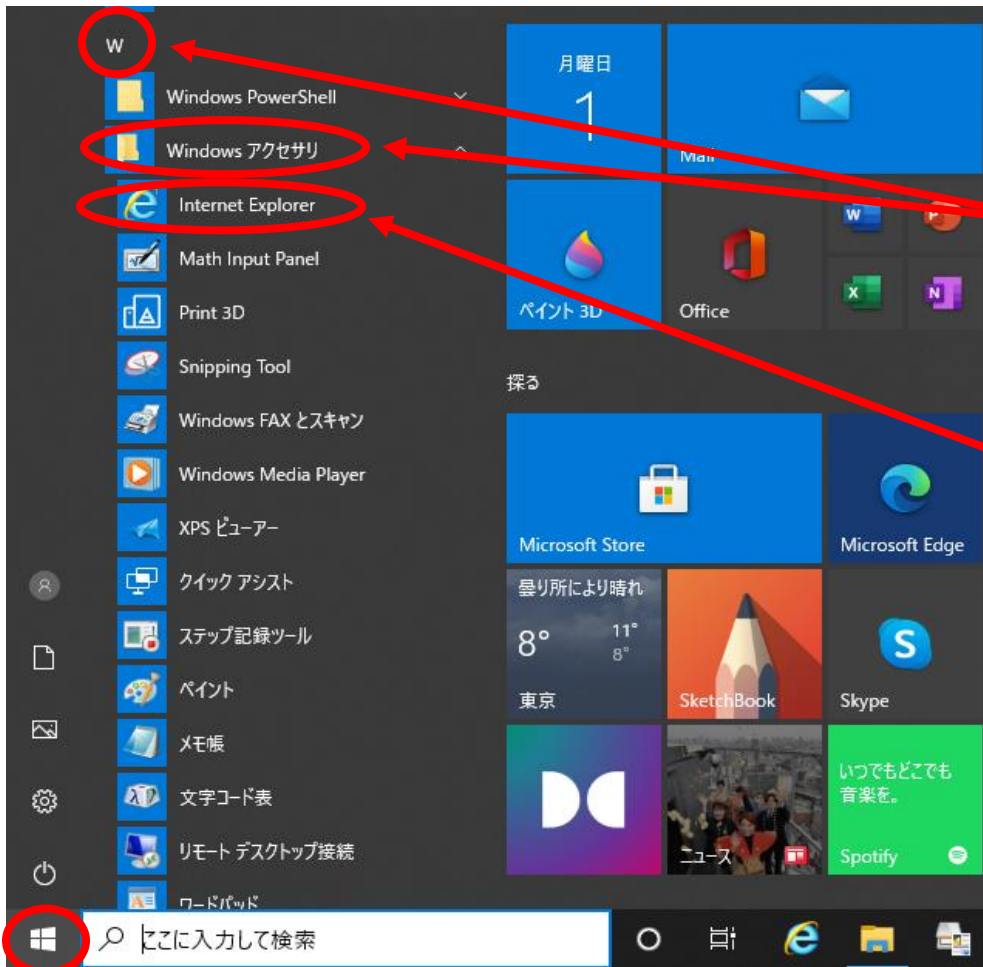 W
Windows PowerShell
Windows アクセサリ
Internet Explorer
Math Input Panel
Print 3D
Snipping Tool
Windows FAX とスキャン
Windows Media Player
XPS ビューアー
クイック アシスト
ステップ記録ツール
ペイント
メモ帳
文字コード表
リモート デスクトップ接続
ワードパッド
月曜日
1
Mail
ペイント 3D
Office
W
P
X
N
探る
Microsoft Store
Microsoft Edge
曇り所により晴れ
8°
11°
8°
東京
SketchBook
Skype
ニュース
いつでもどこでも
音楽を。
Spotify
ここに入力して検索